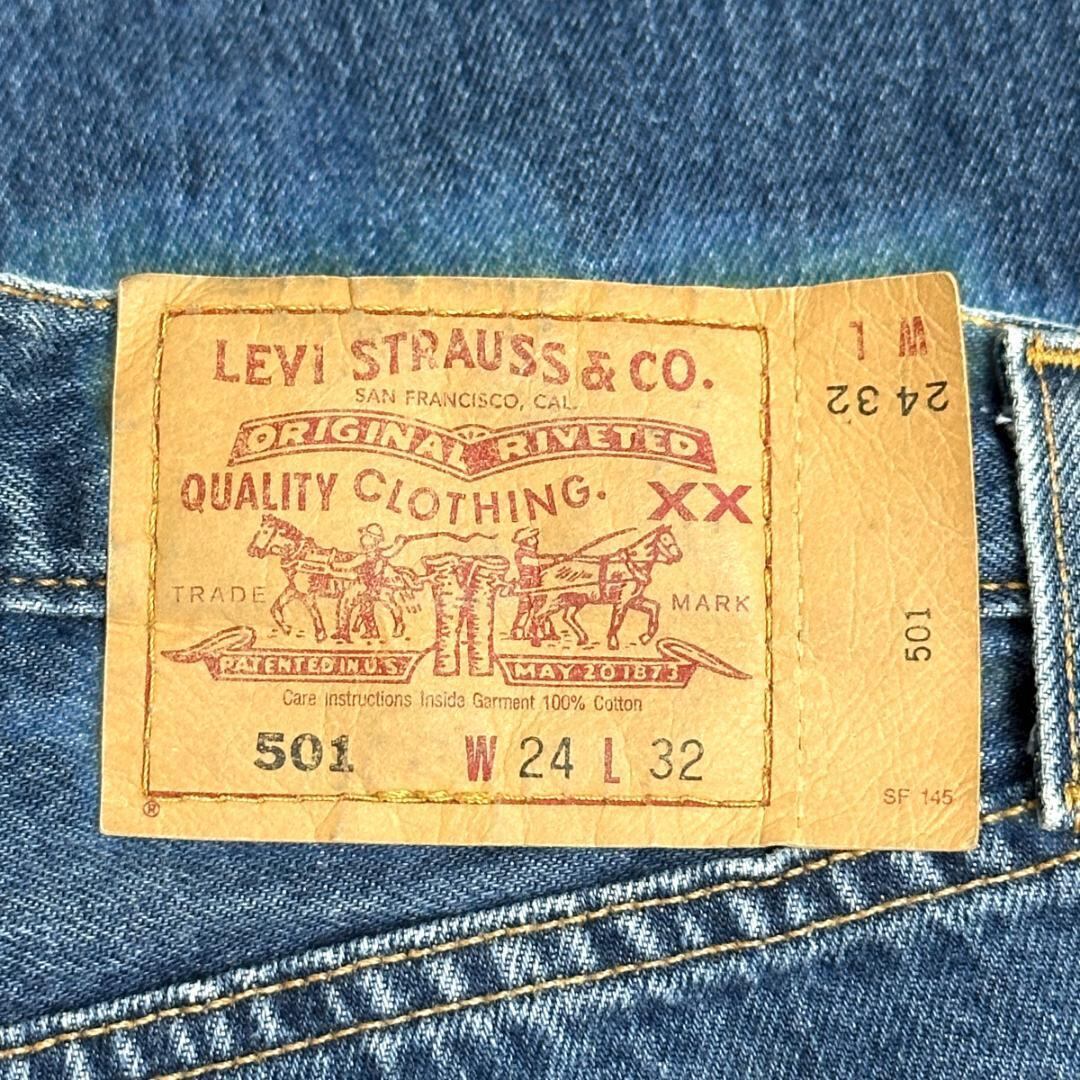 LEVI STRAUSS & CO.
SAN FRANCISCO, CAL.
ORIGINAL RIVETED
QUALITY CLOTHING. XX
TRADE MARK
PATENTED IN U.S. MAY 20 1873
Care instructions Inside Garment 100% Cotton
501 W 24 L 32
®
1 M
24 32
501
SF 145